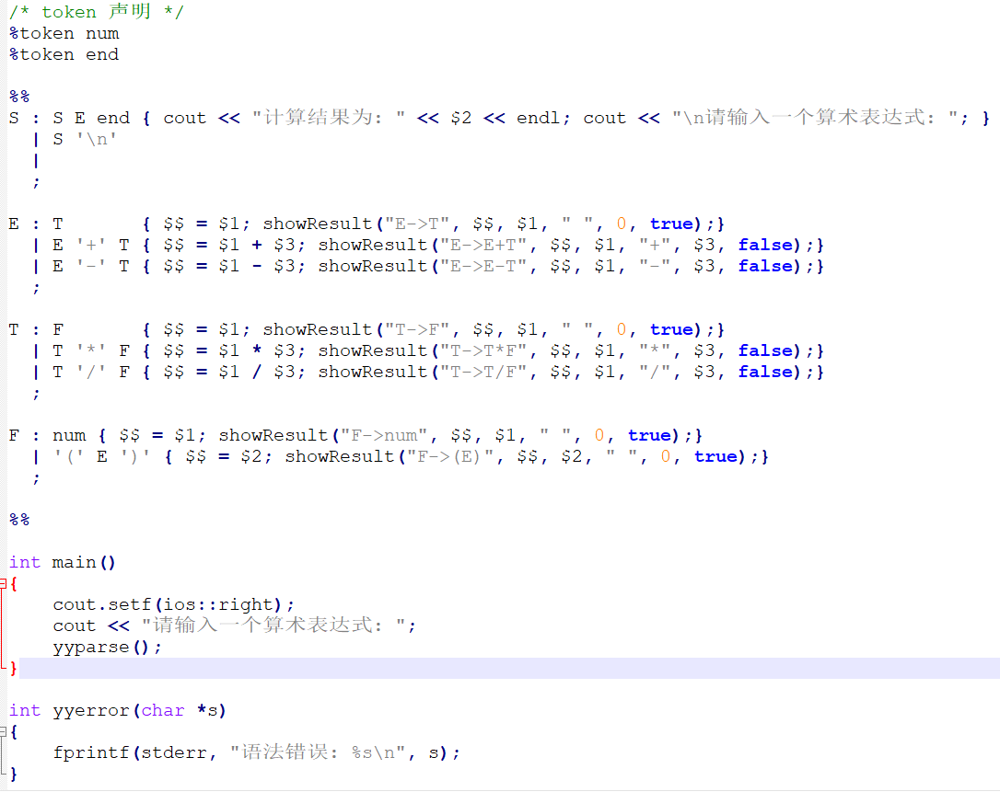 /* token 声明 */
%token num
%token end
%%
S : S E end { cout << "计算结果为: " << $2 << endl; cout << "\n请输入一个算术表达式: "; }
  | S '\n'
  |
  ;
E : T       { $$ = $1; showResult("E->T", $$, $1, " ", 0, true);}
  | E '+' T { $$ = $1 + $3; showResult("E->E+T", $$, $1, "+", $3, false);}
  | E '-' T { $$ = $1 - $3; showResult("E->E-T", $$, $1, "-", $3, false);}
  ;
T : F       { $$ = $1; showResult("T->F", $$, $1, " ", 0, true);}
  | T '*' F { $$ = $1 * $3; showResult("T->T*F", $$, $1, "*", $3, false);}
  | T '/' F { $$ = $1 / $3; showResult("T->T/F", $$, $1, "/", $3, false);}
  ;
F : num { $$ = $1; showResult("F->num", $$, $1, " ", 0, true);}
  | '(' E ')' { $$ = $2; showResult("F->(E)", $$, $2, " ", 0, true);}
  ;
%%
int main()
{
    cout.setf(ios::right);
    cout << "请输入一个算术表达式: ";
    yyparse();
}
int yyerror(char *s)
{
    fprintf(stderr, "语法错误: %s\n", s);
}